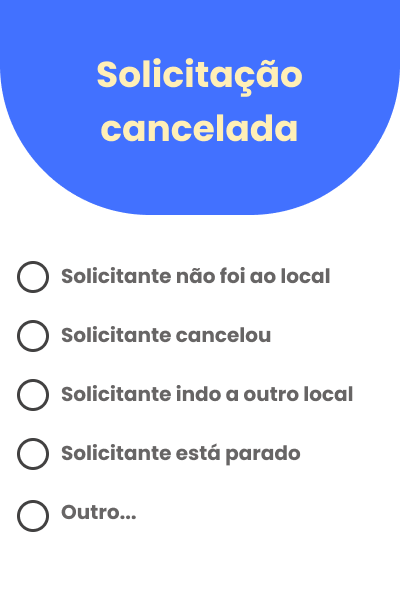 Solicitação
cancelada
Solicitante não foi ao local
Solicitante cancelou
Solicitante indo a outro local
Solicitante está parado
Outro...